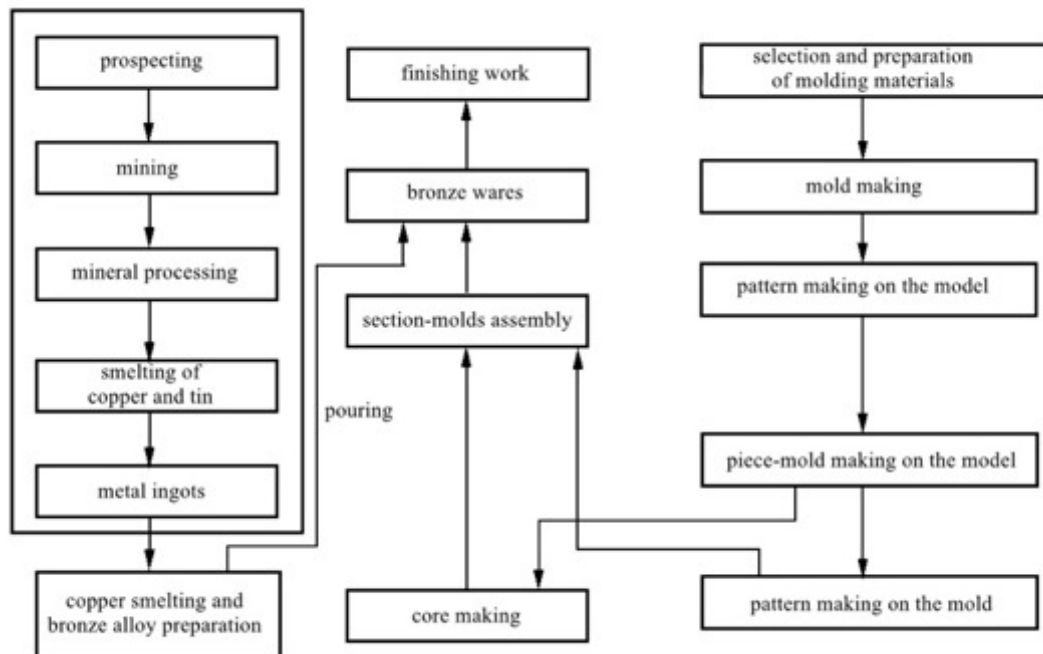 prospecting
mining
mineral processing
smelting of
copper and tin
metal ingots
copper smelting and
bronze alloy preparation
pouring
finishing work
bronze wares
section-molds assembly
core making
selection and preparation
of molding materials
mold making
pattern making on the model
piece-mold making on the model
pattern making on the mold